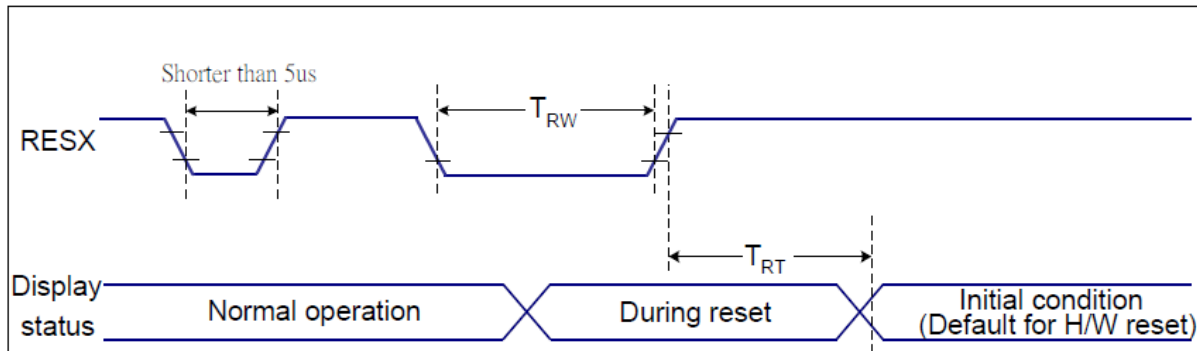 Shorter than 5us
RESX
TRW
TRT
Display
status
Normal operation
During reset
Initial condition
(Default for H/W reset)